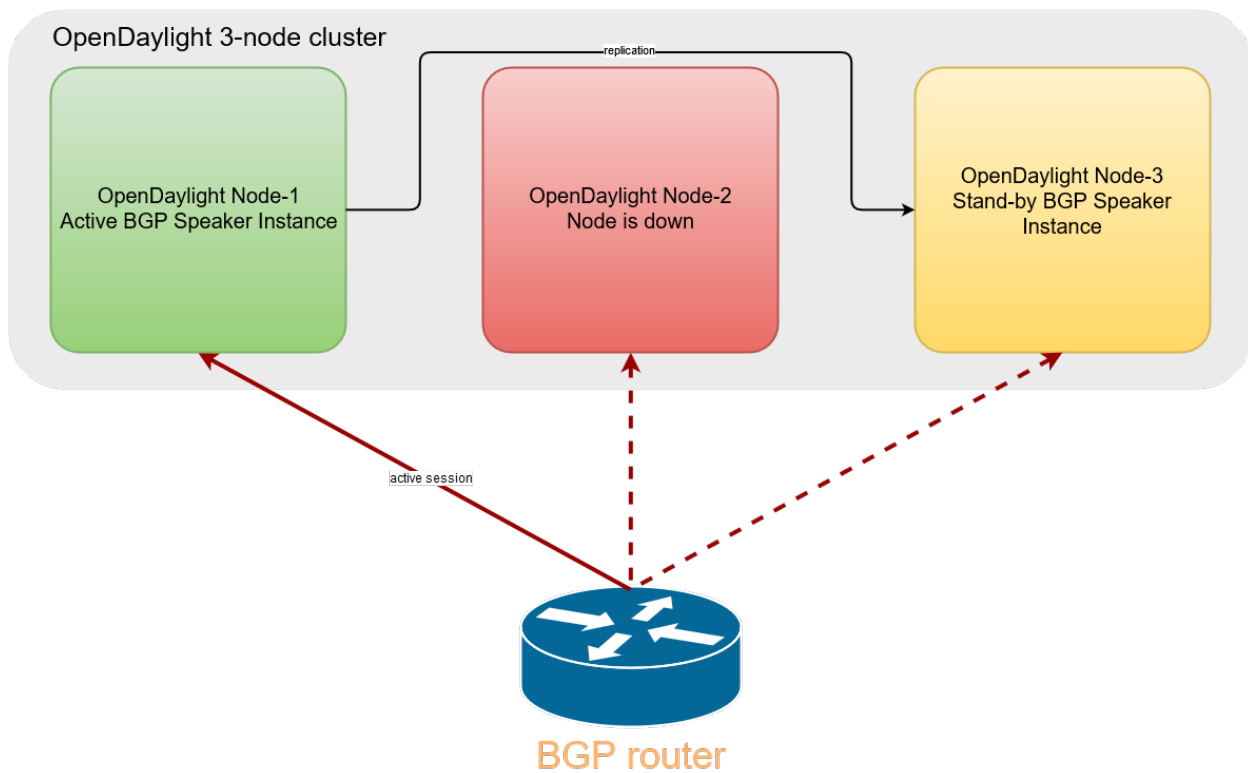 OpenDaylight 3-node cluster
replication
OpenDaylight Node-1
Active BGP Speaker Instance
OpenDaylight Node-2
Node is down
OpenDaylight Node-3
Stand-by BGP Speaker
Instance
active session
BGP router